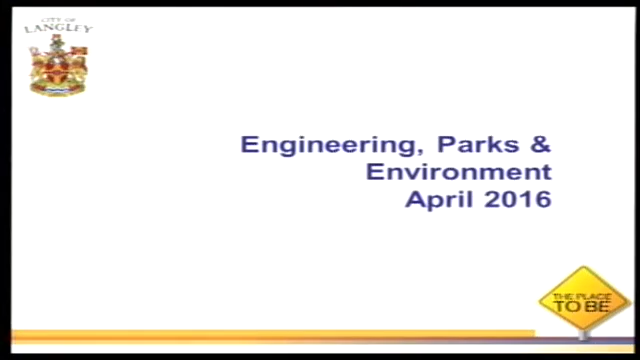 CITY OF
LANGLEY
Engineering, Parks &
Environment
April 2016
THE PLACE
TO BE